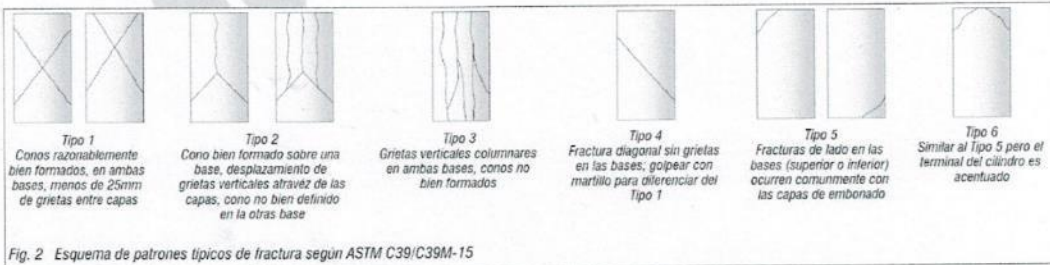 Tipo 1
Conos razonablemente
bien formados, en ambas
bases, menos de 25mm
de grietas entre capas
Tipo 2
Cono bien formado sobre una
base, desplazamiento de
grietas verticales atravéz de las
capas, cono no bien definido
en la otras base
Tipo 3
Grietas verticales columnares
en ambas bases, conos no
bien formados
Tipo 4
Fractura diagonal sin grietas
en las bases; golpear con
martillo para diferenciar del
Tipo 1
Tipo 5
Fracturas de lado en las
bases (superior o inferior)
ocurren comunmente con
las capas de embonado
Tipo 6
Similar al Tipo 5 pero el
terminal del cilindro es
acentuado
Fig. 2 Esquema de patrones típicos de fractura según ASTM C39/C39M-15